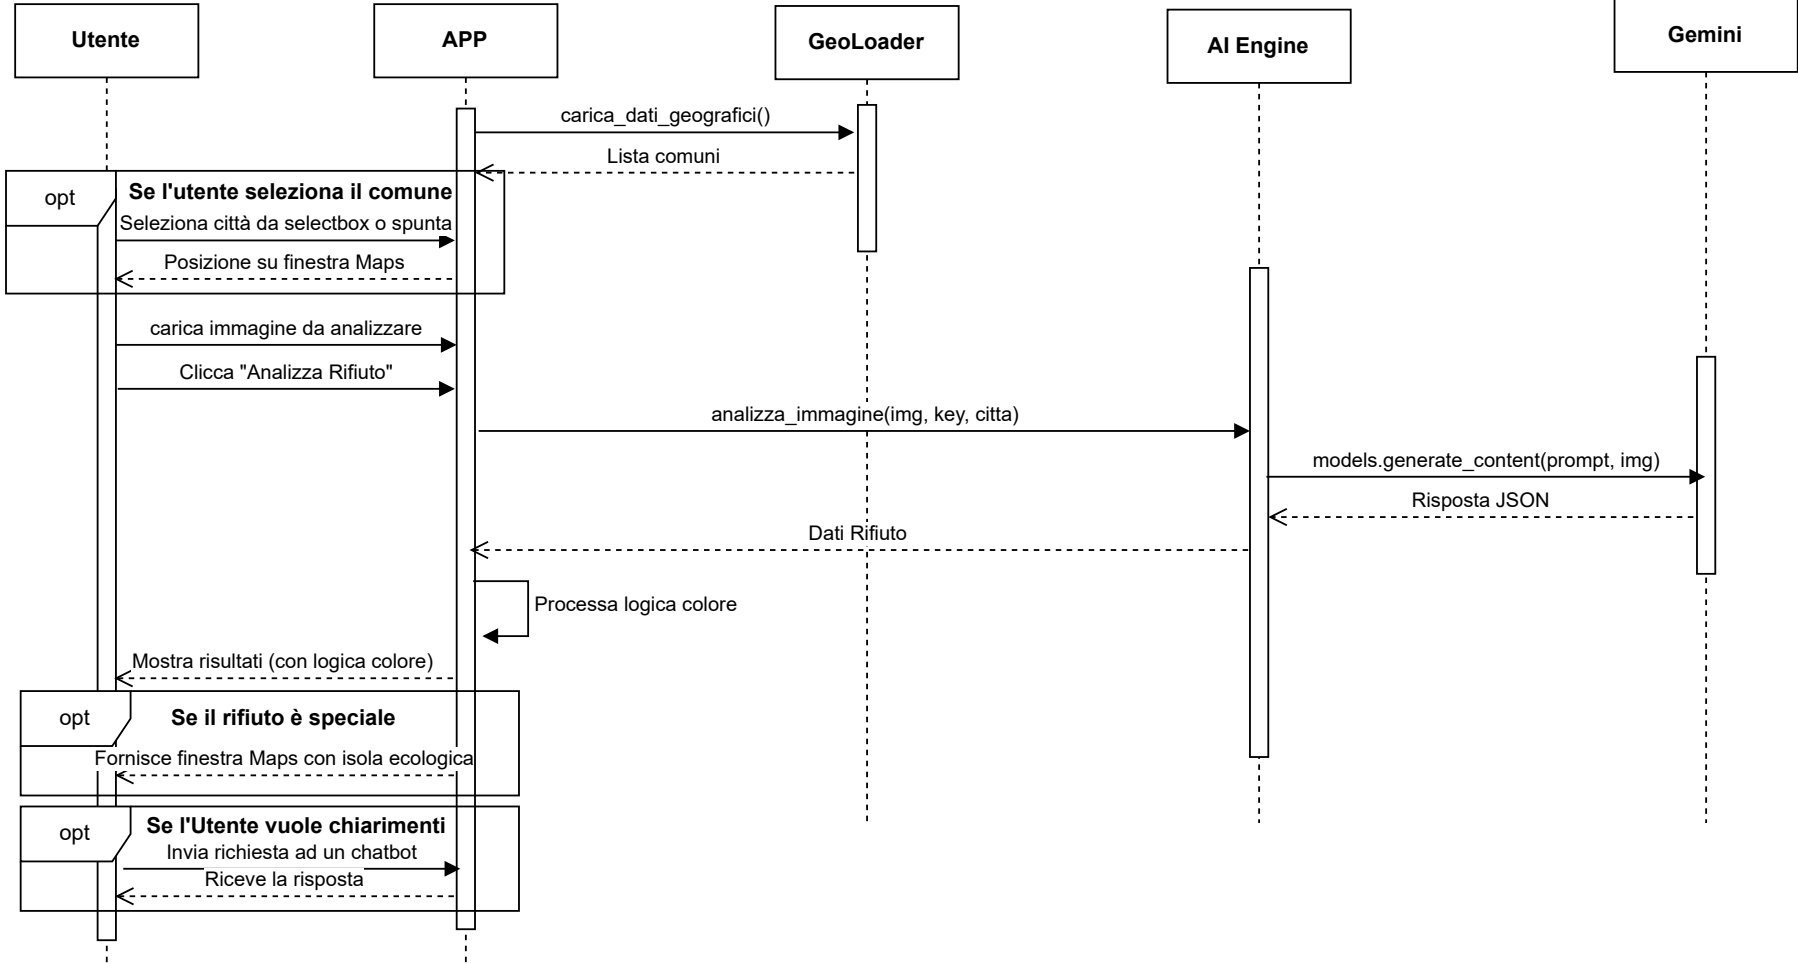 Utente
APP
GeoLoader
AI Engine
Gemini
carica_dati_geografici()
Lista comuni
opt
Se l'utente seleziona il comune
Seleziona città da selectbox o spunta
Posizione su finestra Maps
carica immagine da analizzare
Clicca "Analizza Rifiuto"
analizza_immagine(img, key, citta)
models.generate_content(prompt, img)
Risposta JSON
Dati Rifiuto
Processa logica colore
Mostra risultati (con logica colore)
opt
Se il rifiuto è speciale
Fornisce finestra Maps con isola ecologica
opt
Se l'Utente vuole chiarimenti
Invia richiesta ad un chatbot
Riceve la risposta